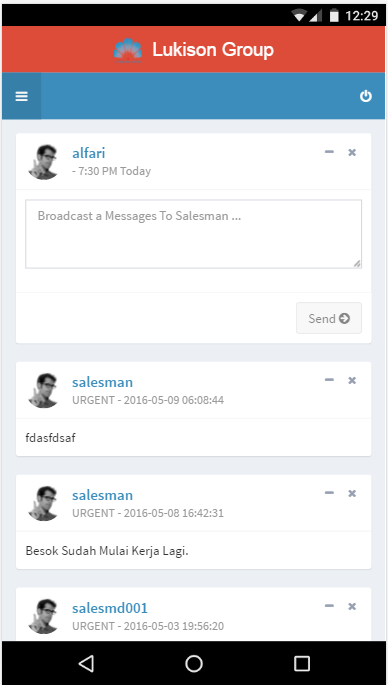 12:29
Lukison Group
alfari
- 7:30 PM Today
Broadcast a Messages To Salesman ...
Send
salesman
URGENT - 2016-05-09 06:08:44
fdasfdsaf
salesman
URGENT - 2016-05-08 16:42:31
Besok Sudah Mulai Kerja Lagi.
salesmd001
URGENT - 2016-05-03 19:56:20